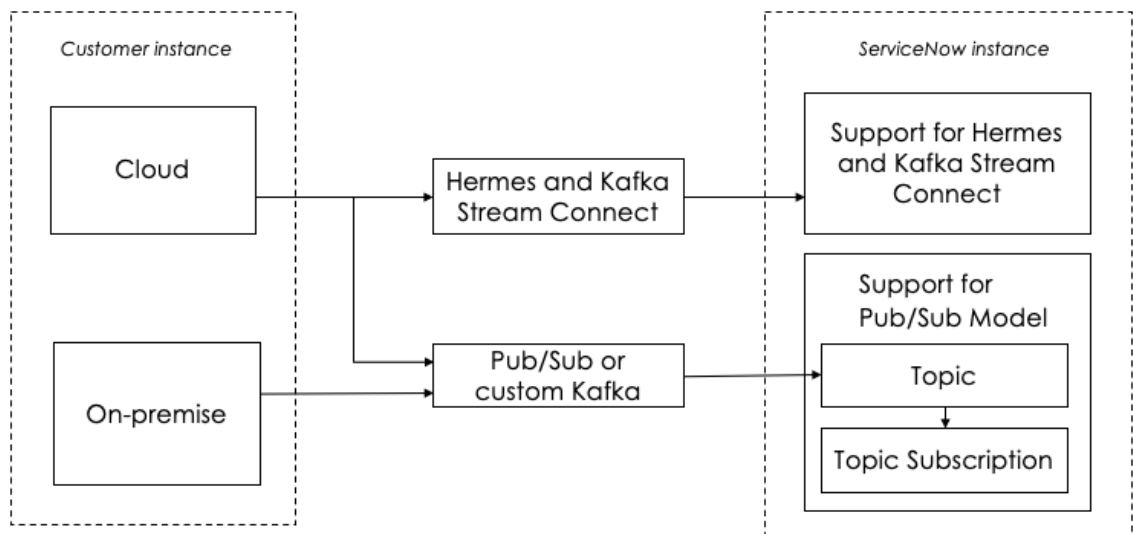 Customer instance
ServiceNow instance
Cloud
Hermes and Kafka
Stream Connect
Support for Hermes
and Kafka Stream
Connect
On-premise
Pub/Sub or
custom Kafka
Support for
Pub/Sub Model
Topic
Topic Subscription